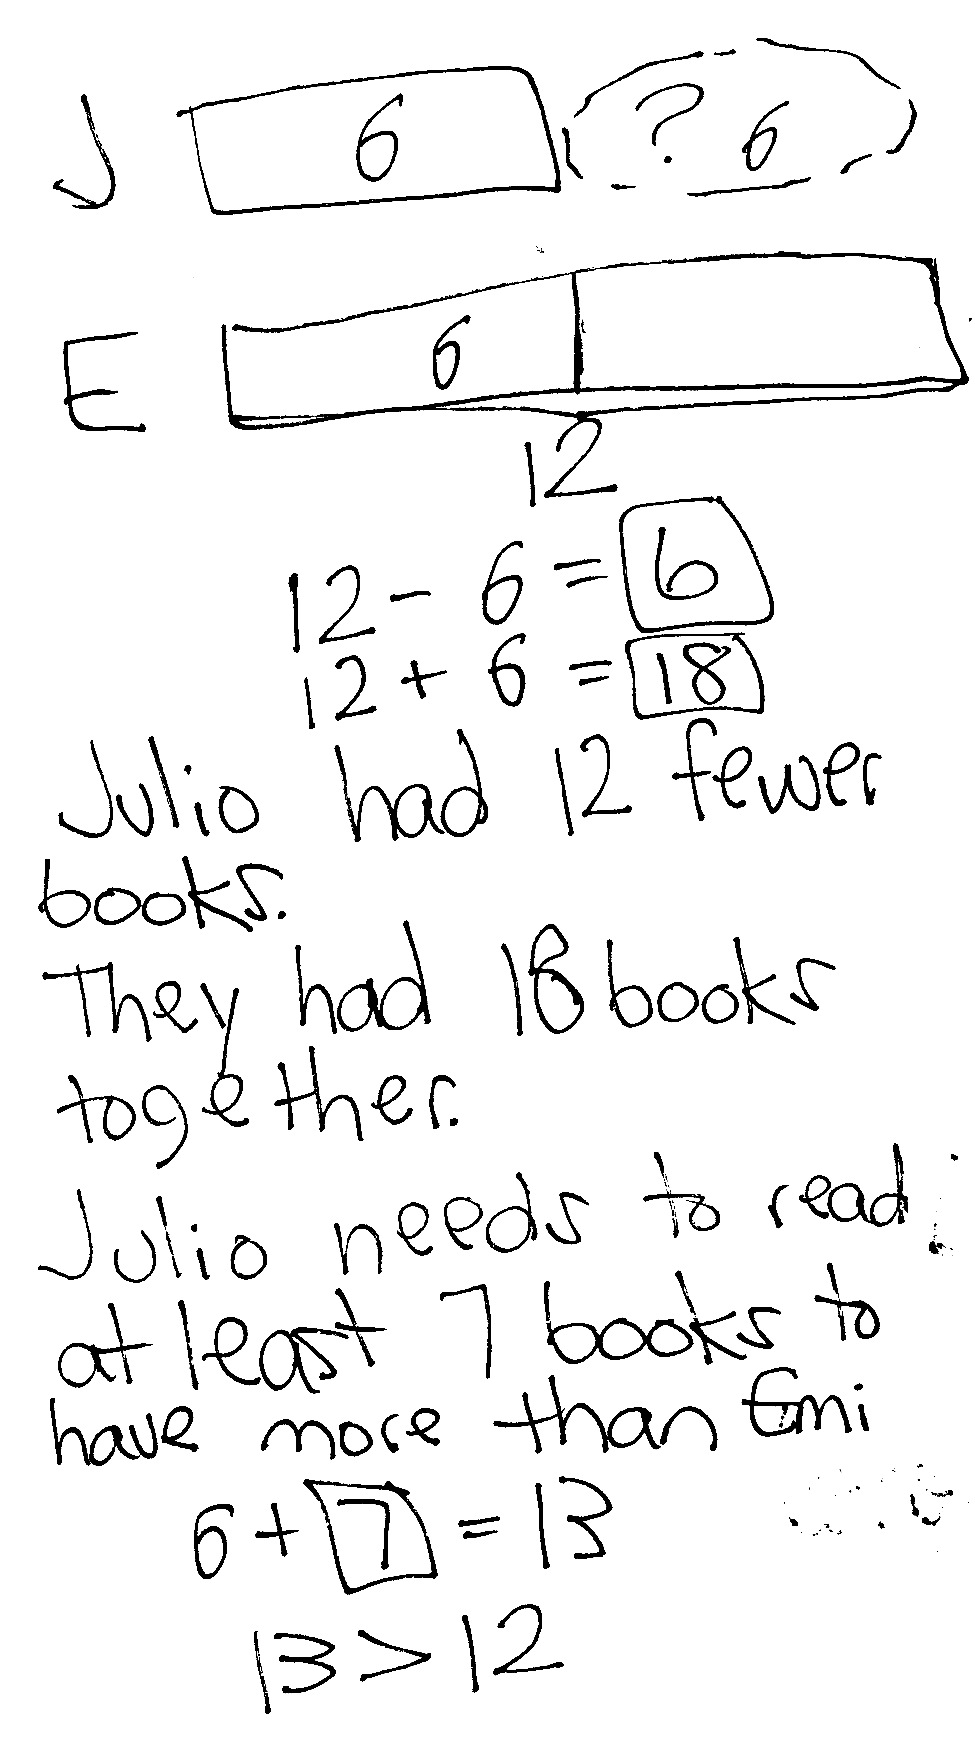 J 6 ? 6
E 6
12
12 - 6 = 6
12 + 6 = 18
Julio had 12 fewer
books.
They had 18 books
together.
Julio needs to read
at least 7 books to
have more than Emi
6 + 7 = 13
13 > 12